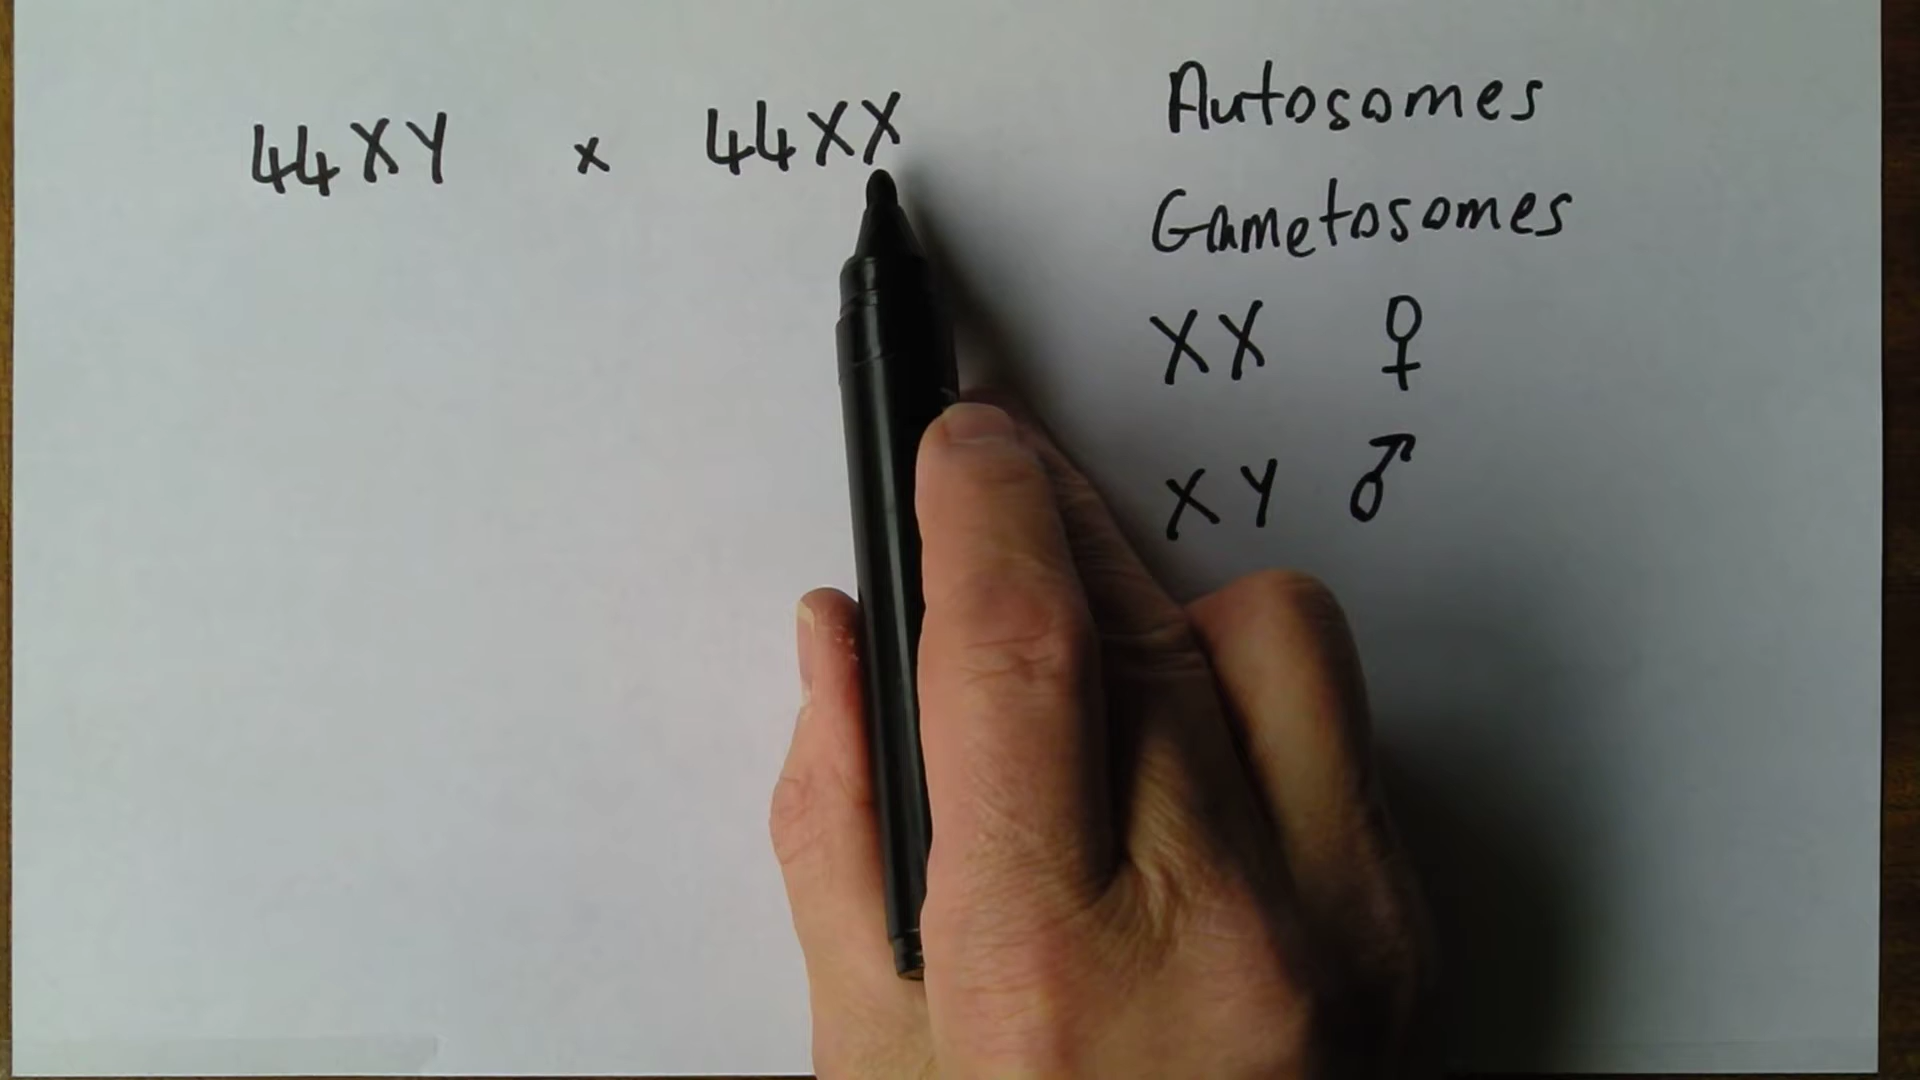 44XY x 44XX
Autosomes
Gametosomes
XX ♀
XY ♂